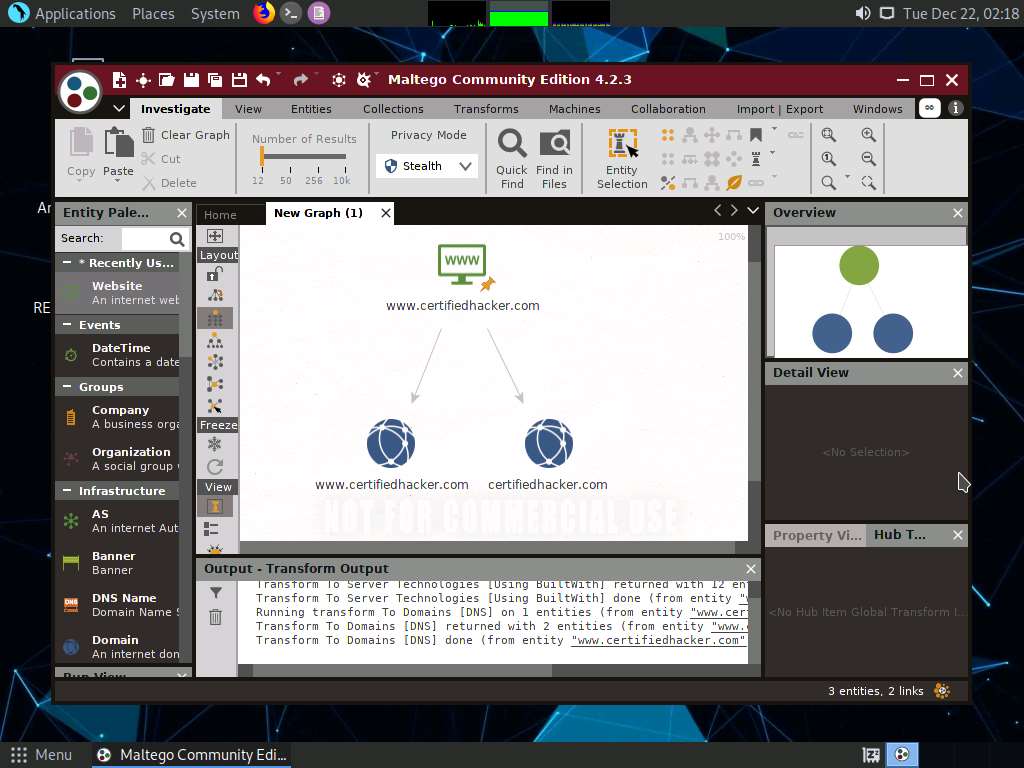 Applications Places System Tue Dec 22, 02:18
Maltego Community Edition 4.2.3
Investigate View Entities Collections Transforms Machines Collaboration Import | Export Windows
Copy
Paste
Clear Graph
Cut
Delete
Number of Results
12 50 256 10k
Privacy Mode
Stealth
Quick
Find
Find in
Files
Entity
Selection
Entity Pale...
Search:
* Recently Us...
Website
An internet web
Events
DateTime
Contains a date
Groups
Company
A business orga
Organization
A social group
Infrastructure
AS
An internet Aut
Banner
Banner
DNS Name
Domain Name S
Domain
An internet don
Run View
Home New Graph (1)
Layout
Freeze
View
100%
WWW
www.certifiedhacker.com
www.certifiedhacker.com certifiedhacker.com
NOT FOR COMMERCIAL USE
Output - Transform Output
Transform To Server Technologies [Using BuiltWith] returned with 12 en
Transform To Server Technologies [Using BuiltWith] done (from entity "w
Running transform To Domains [DNS] on 1 entities (from entity "www.cert
Transform To Domains [DNS] returned with 2 entities (from entity "www.c
Transform To Domains [DNS] done (from entity "www.certifiedhacker.com"
Overview
Detail View
<No Selection>
Property Vi... Hub T...
<No Hub Item Global Transform I...
3 entities, 2 links
Ar
RE
Menu Maltego Community Edi...